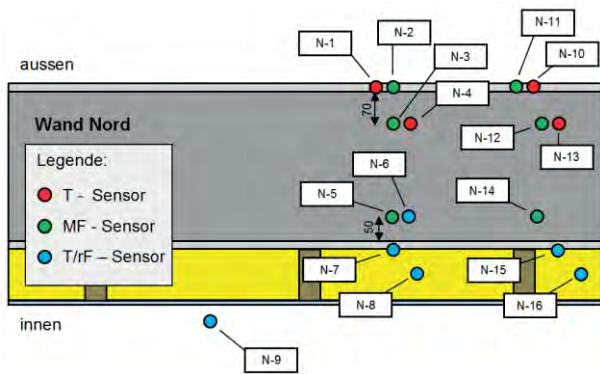 N-1
N-2
N-11
N-3
N-10
aussen
70
N-4
Wand Nord
N-12
N-13
Legende:
N-6
T - Sensor
N-5
N-14
MF - Sensor
50
T/rF – Sensor
N-7
N-15
N-8
N-16
innen
N-9